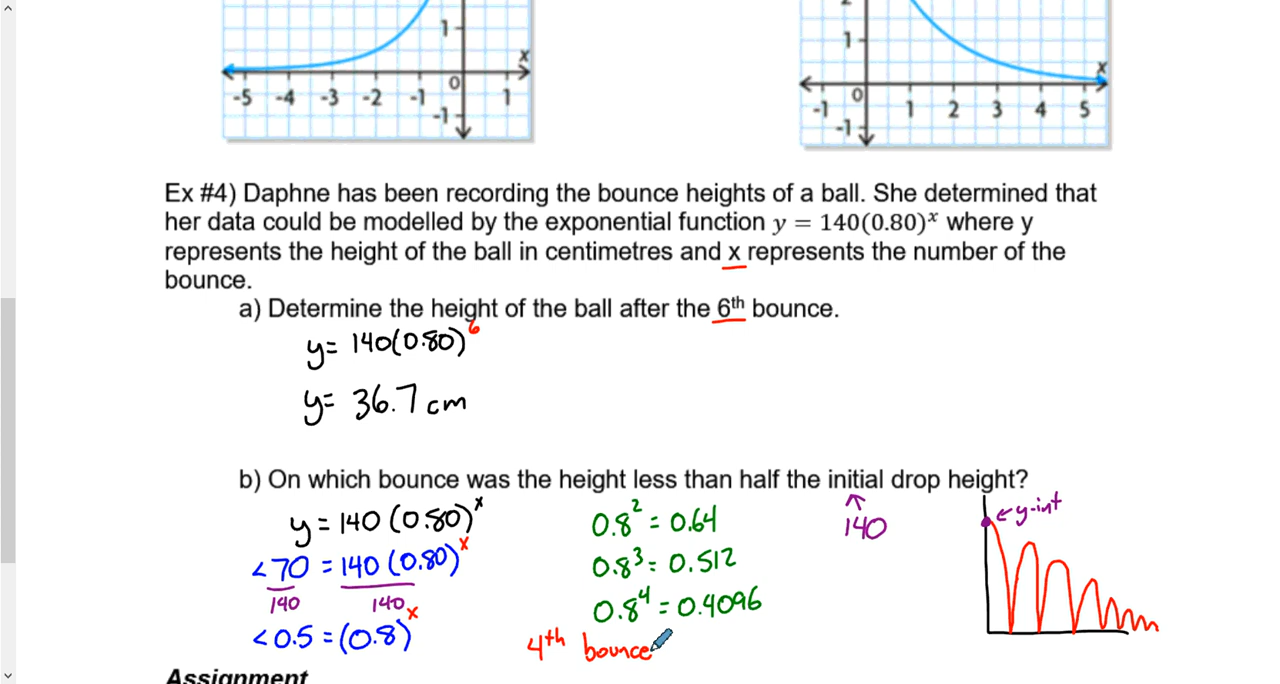 1
x
0
-5 -4 -3 -2 -1 1
-1
1
x
0
-1 1 2 3 4 5
-1
Ex #4) Daphne has been recording the bounce heights of a ball. She determined that
her data could be modelled by the exponential function y = 140(0.80)ˣ where y
represents the height of the ball in centimetres and x represents the number of the
bounce.
a) Determine the height of the ball after the 6ᵗʰ bounce.
y= 140(0.80)⁶
y= 36.7 cm
b) On which bounce was the height less than half the initial drop height?
y = 140 (0.80)ˣ
<70 = 140 (0.80)ˣ
140 140
<0.5 = (0.8)ˣ
0.8² = 0.64
0.8³ = 0.512
0.8⁴ = 0.4096
4ᵗʰ bounce
140
y-int
Assignment